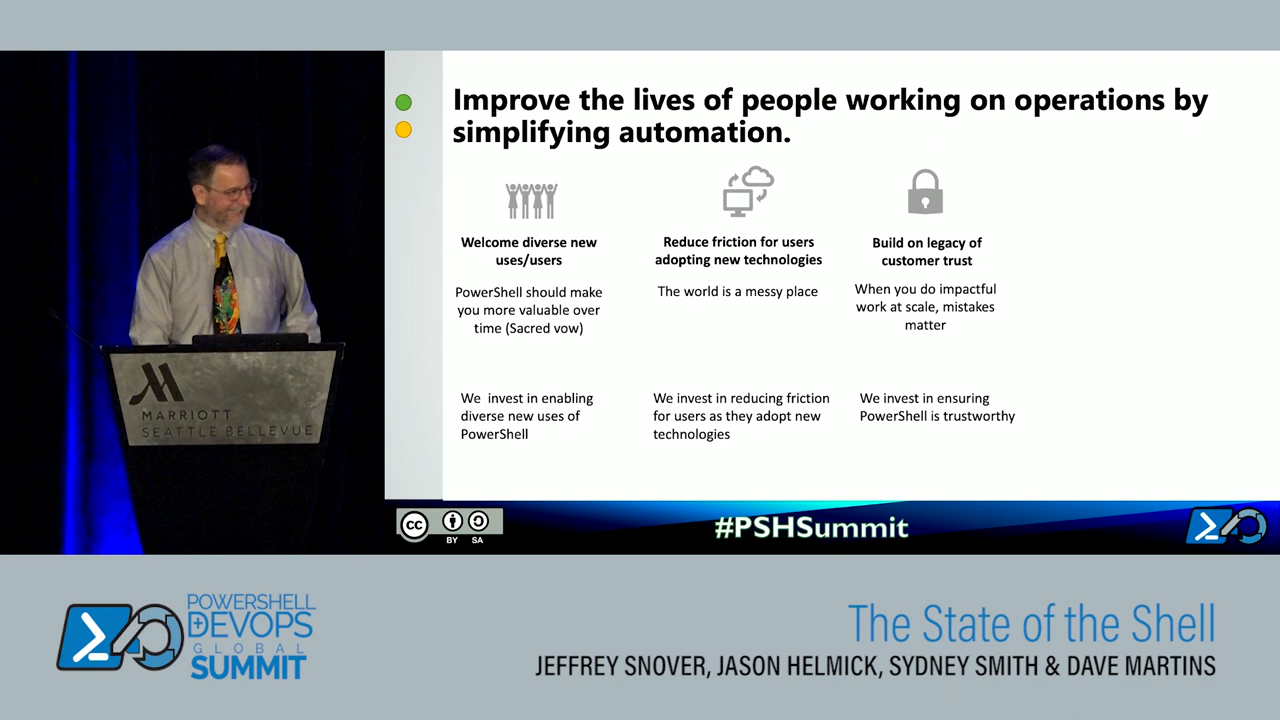 Improve the lives of people working on operations by
simplifying automation.
Welcome diverse new
uses/users
PowerShell should make
you more valuable over
time (Sacred vow)
We  invest in enabling
diverse new uses of
PowerShell
Reduce friction for users
adopting new technologies
The world is a messy place
We invest in reducing friction
for users as they adopt new
technologies
Build on legacy of
customer trust
When you do impactful
work at scale, mistakes
matter
We invest in ensuring
PowerShell is trustworthy
MARRIOTT
SEATTLE BELLEVUE
cc
BY SA
#PSHSummit
POWERSHELL
+DEVOPS
GLOBAL
SUMMIT
The State of the Shell
JEFFREY SNOVER, JASON HELMICK, SYDNEY SMITH & DAVE MARTINS